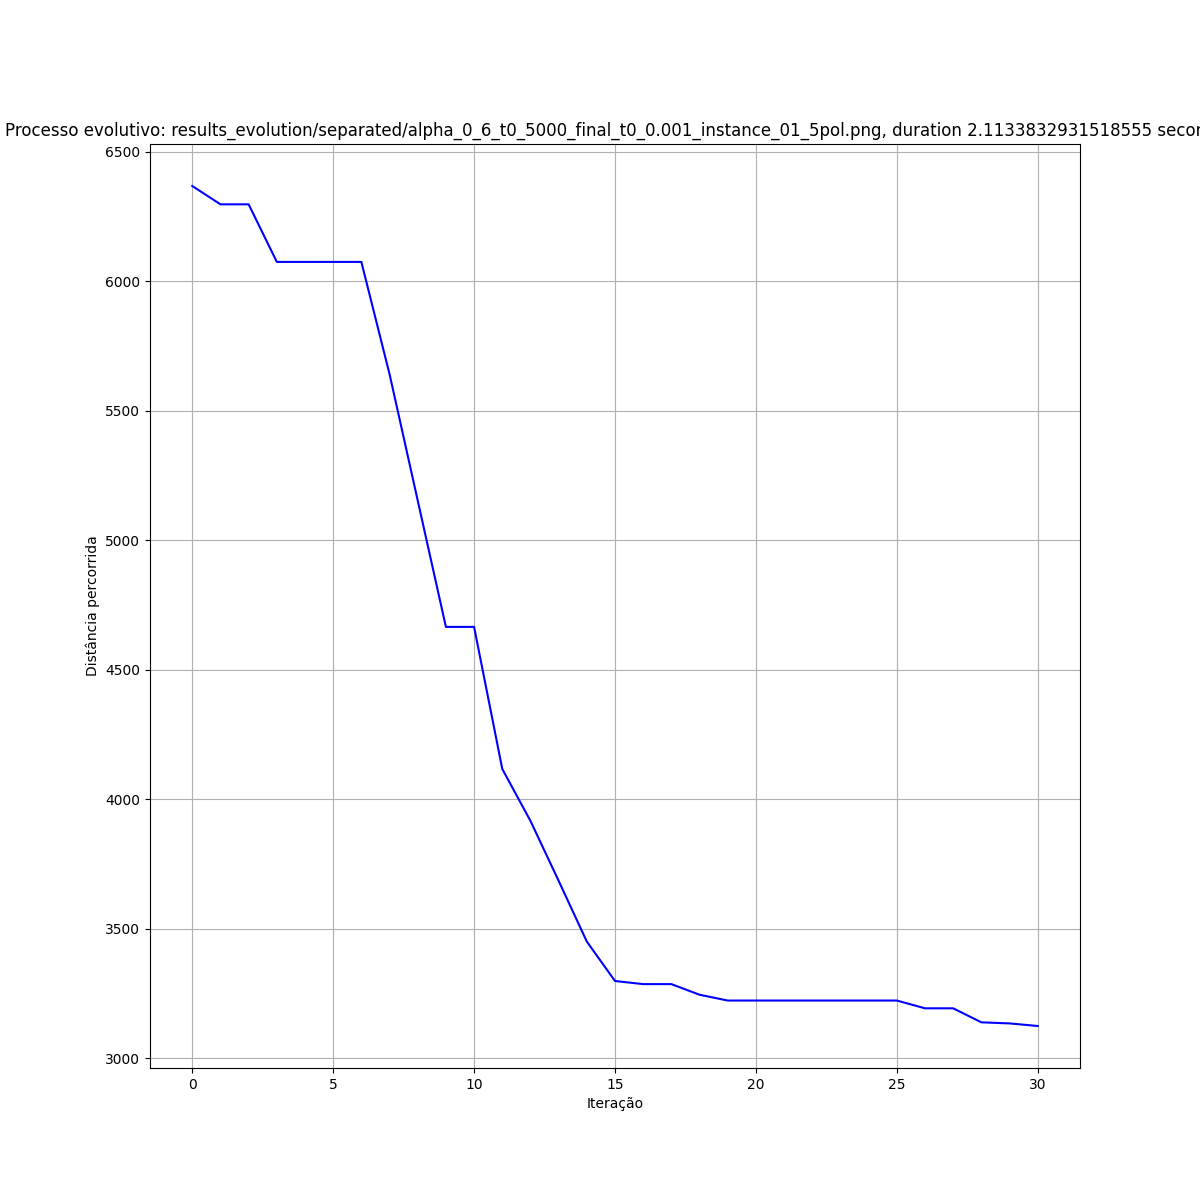 Processo evolutivo: results_evolution/separated/alpha_0_6_t0_5000_final_t0_0.001_instance_01_5pol.png, duration 2.1133832931518555
6500
6000
5500
5000
4500
4000
3500
3000
Distância percorrida
0 5 10 15 20 25 30
Iteração